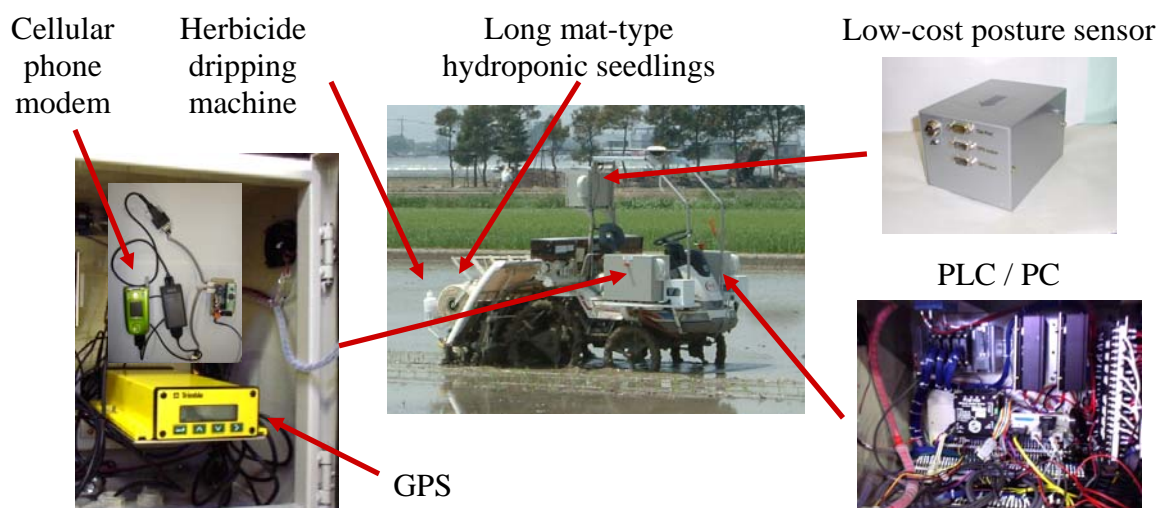 Cellular
phone
modem
Herbicide
dripping
machine
Long mat-type
hydroponic seedlings
Low-cost posture sensor
PLC / PC
Trimble
GPS